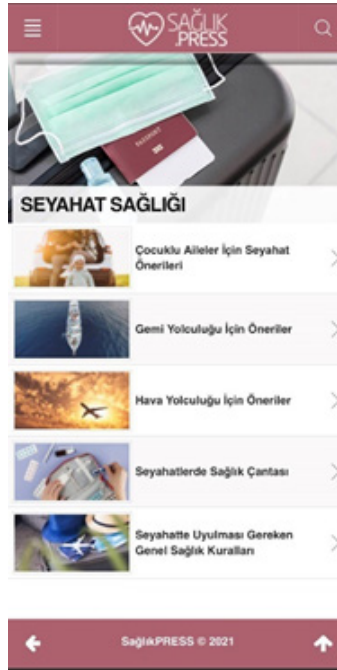 SAĞLIK
.PRESS
PASSPORT
SEYAHAT SAĞLIĞI
Çocuklu Aileler İçin Seyahat
Önerileri
Gemi Yolculuğu İçin Öneriler
Hava Yolculuğu İçin Öneriler
Seyahatlerde Sağlık Çantası
Seyahatte Uyulması Gereken
Genel Sağlık Kuralları
SağlıkPRESS © 2021